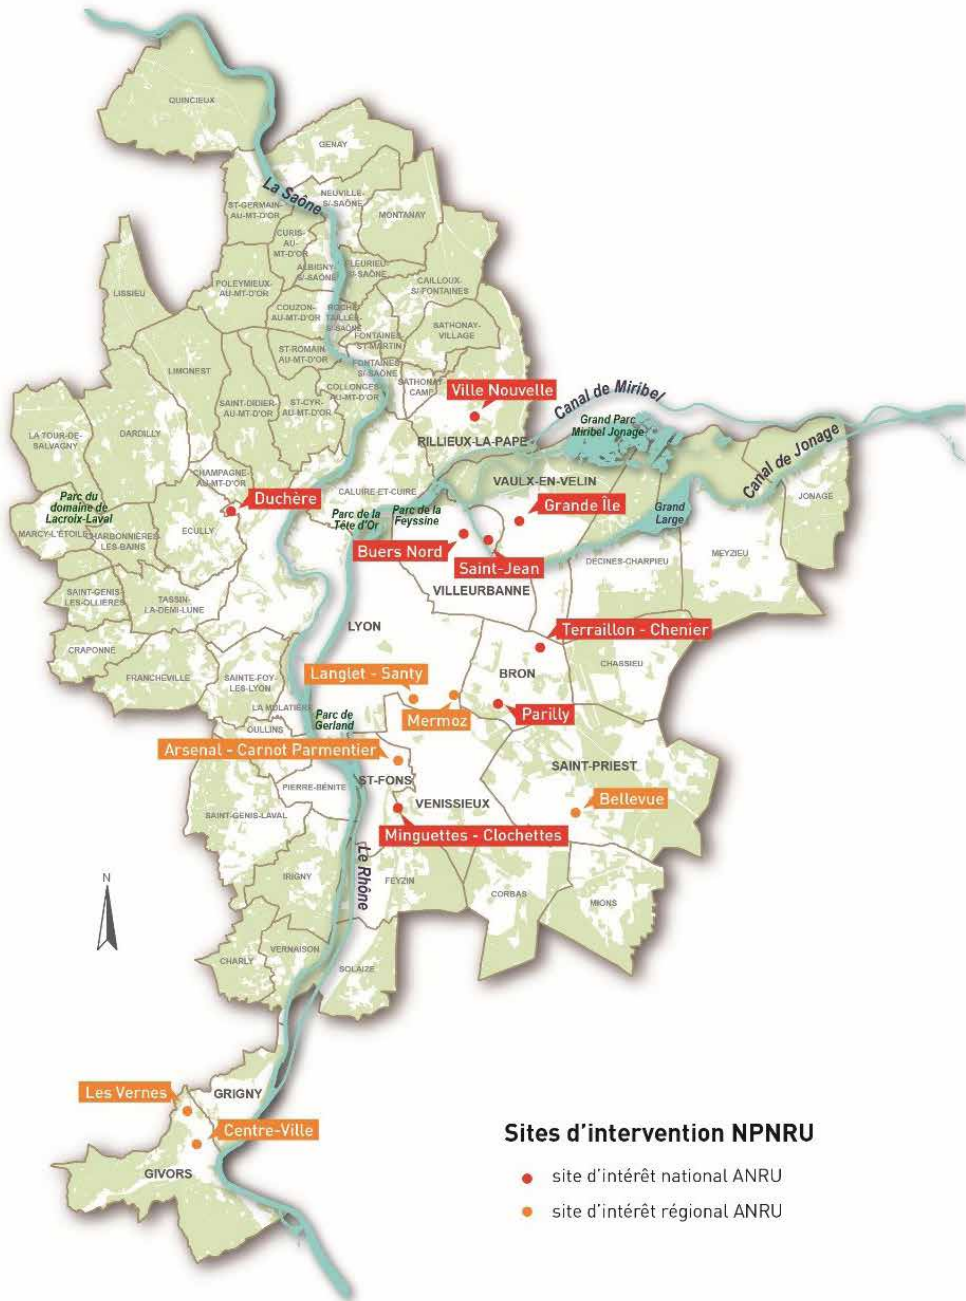 QUINCIEUX
GENAY
La Saône
NEUVILLE-
S/-SAÔNE
ST-GERMAIN-
AU-MT-D'OR
MONTANAY
CURIS-
AU-
MT-D'OR
ALBIGNY-
S/-SAÔNE
FLEURIEU-
S/-SAÔNE
LISSIEU
POLEYMIEUX-
AU-MT-D'OR
CAILLOUX-
S/-FONTAINES
COUZON-
AU-MT-D'OR
ROCHE-
TAILLÉE-
S/-SAÔNE
SATHONAY-
VILLAGE
FONTAINES-
ST-MARTIN
ST-ROMAIN-
AU-MT-D'OR
FONTAINES-
S/-SAÔNE
LIMONEST
SATHONAY-
CAMP
COLLONGES-
AU-MT-D'OR
SAINT-DIDIER-
AU-MT-D'OR
ST-CYR-
AU-MT-D'OR
Ville Nouvelle
Canal de Miribel
Grand Parc
Miribel Jonage
RILLIEUX-LA-PAPE
Canal de Jonage
LA TOUR-DE-
SALVAGNY
DARDILLY
CHAMPAGNE-
AU-MT-D'OR
VAULX-EN-VELIN
JONAGE
CALUIRE-ET-CUIRE
Duchère
Parc du
domaine de
Lacroix-Laval
Grande Île
Grand
Large
Parc de la
Tête d'Or
Parc de la
Feyssine
MARCY-L'ÉTOILE
CHARBONNIÈRES-
LES-BAINS
ÉCULLY
Buers Nord
Saint-Jean
MEYZIEU
DÉCINES-CHARPIEU
VILLEURBANNE
SAINT-GENIS-
LES-OLLIÈRES
TASSIN-
LA-DEMI-LUNE
LYON
Terraillon - Chenier
CRAPONNE
CHASSIEU
FRANCHEVILLE
SAINTE-FOY-
LES-LYON
Langlet - Santy
BRON
LA MULATIÈRE
Mermoz
Parilly
Parc de
Gerland
OULLINS
Arsenal - Carnot Parmentier
SAINT-PRIEST
ST-FONS
PIERRE-BÉNITE
VENISSIEUX
Bellevue
SAINT-GENIS-LAVAL
Minguettes - Clochettes
Le Rhône
IRIGNY
FEYZIN
CORBAS
MIONS
N
VERNAISON
CHARLY
SOLAIZE
Les Vernes
GRIGNY
Centre-Ville
GIVORS
Sites d'intervention NPNRU
site d'intérêt national ANRU
site d'intérêt régional ANRU